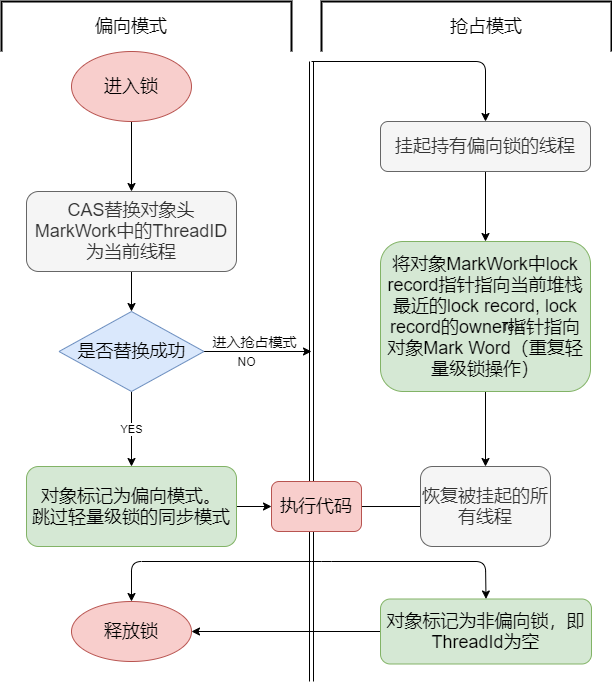 偏向模式
抢占模式
进入锁
挂起持有偏向锁的线程
CAS替换对象头
MarkWork中的ThreadID
为当前线程
将对象MarkWork中lock
record指针指向当前堆栈
最近的lock record, lock
record的owner指针指向
对象Mark Word（重复轻
量级锁操作）
是否替换成功
进入抢占模式
NO
YES
对象标记为偏向模式。
跳过轻量级锁的同步模式
执行代码
恢复被挂起的所
有线程
释放锁
对象标记为非偏向锁，即
ThreadId为空